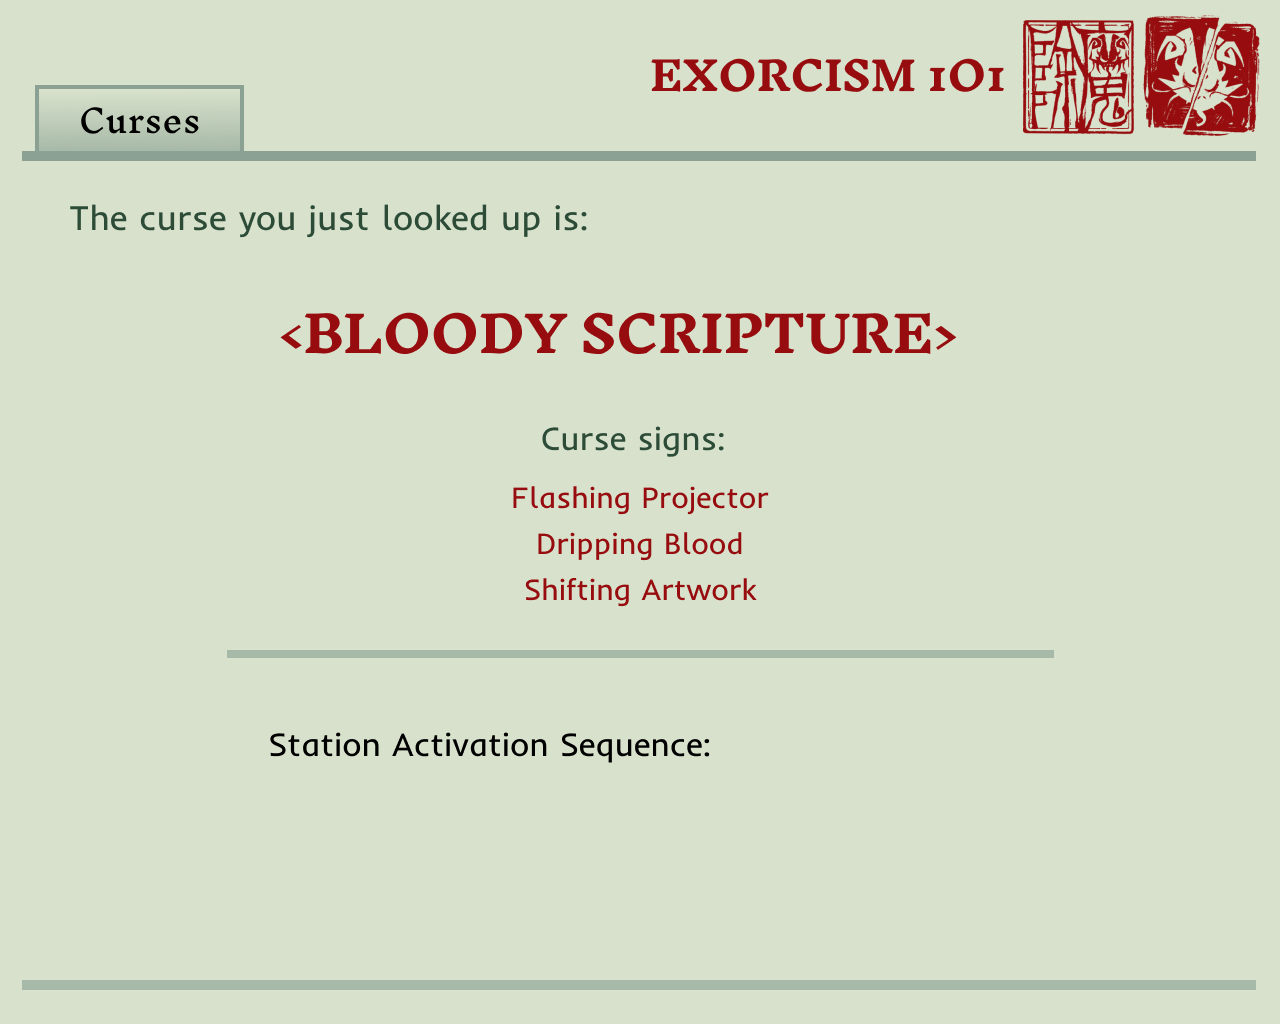 EXORCISM 101
Curses
The curse you just looked up is:
<BLOODY SCRIPTURE>
Curse signs:
Flashing Projector
Dripping Blood
Shifting Artwork
Station Activation Sequence: